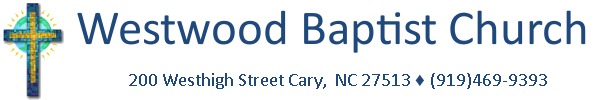 Westwood Baptist Church
200 Westhigh Street Cary, NC 27513 ♦ (919)469-9393